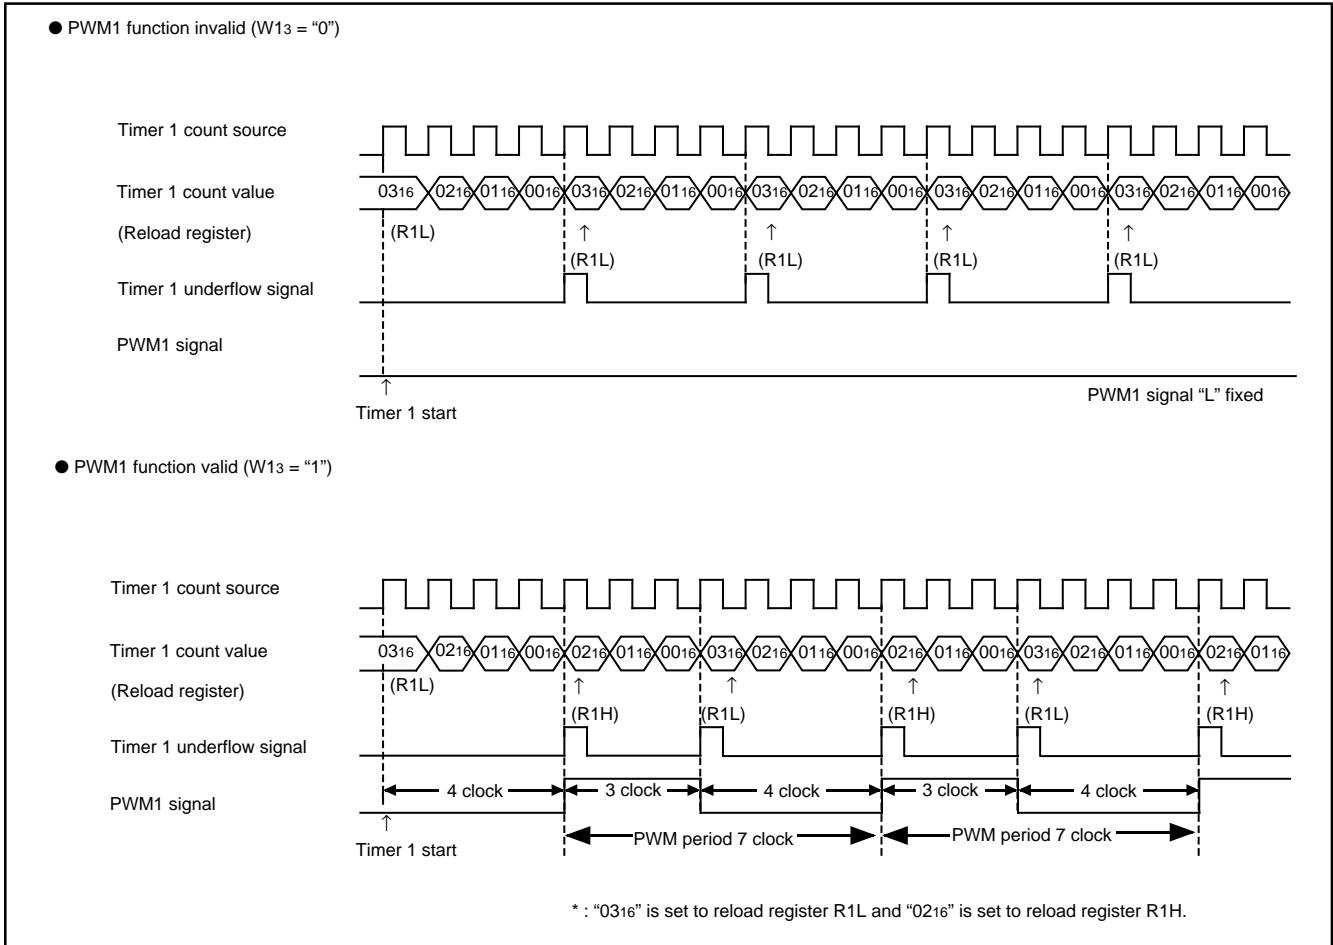 ● PWM1 function invalid (W13 = “0”)
Timer 1 count source
Timer 1 count value 0316 0216 0116 0016 0316 0216 0116 0016 0316 0216 0116 0016 0316 0216 0116 0016 0316 0216 0116 0016
(Reload register) (R1L) ↑ ↑ ↑ ↑
(R1L) (R1L) (R1L) (R1L)
Timer 1 underflow signal
PWM1 signal
↑ PWM1 signal “L” fixed
Timer 1 start
● PWM1 function valid (W13 = “1”)
Timer 1 count source
Timer 1 count value 0316 0216 0116 0016 0216 0116 0016 0316 0216 0116 0016 0216 0116 0016 0316 0216 0116 0016 0216 0116
(Reload register) (R1L) ↑ ↑ ↑ ↑ ↑
(R1H) (R1L) (R1H) (R1L) (R1H)
Timer 1 underflow signal
PWM1 signal 4 clock 3 clock 4 clock 3 clock 4 clock
↑ PWM period 7 clock PWM period 7 clock
Timer 1 start
* : “0316” is set to reload register R1L and “0216” is set to reload register R1H.